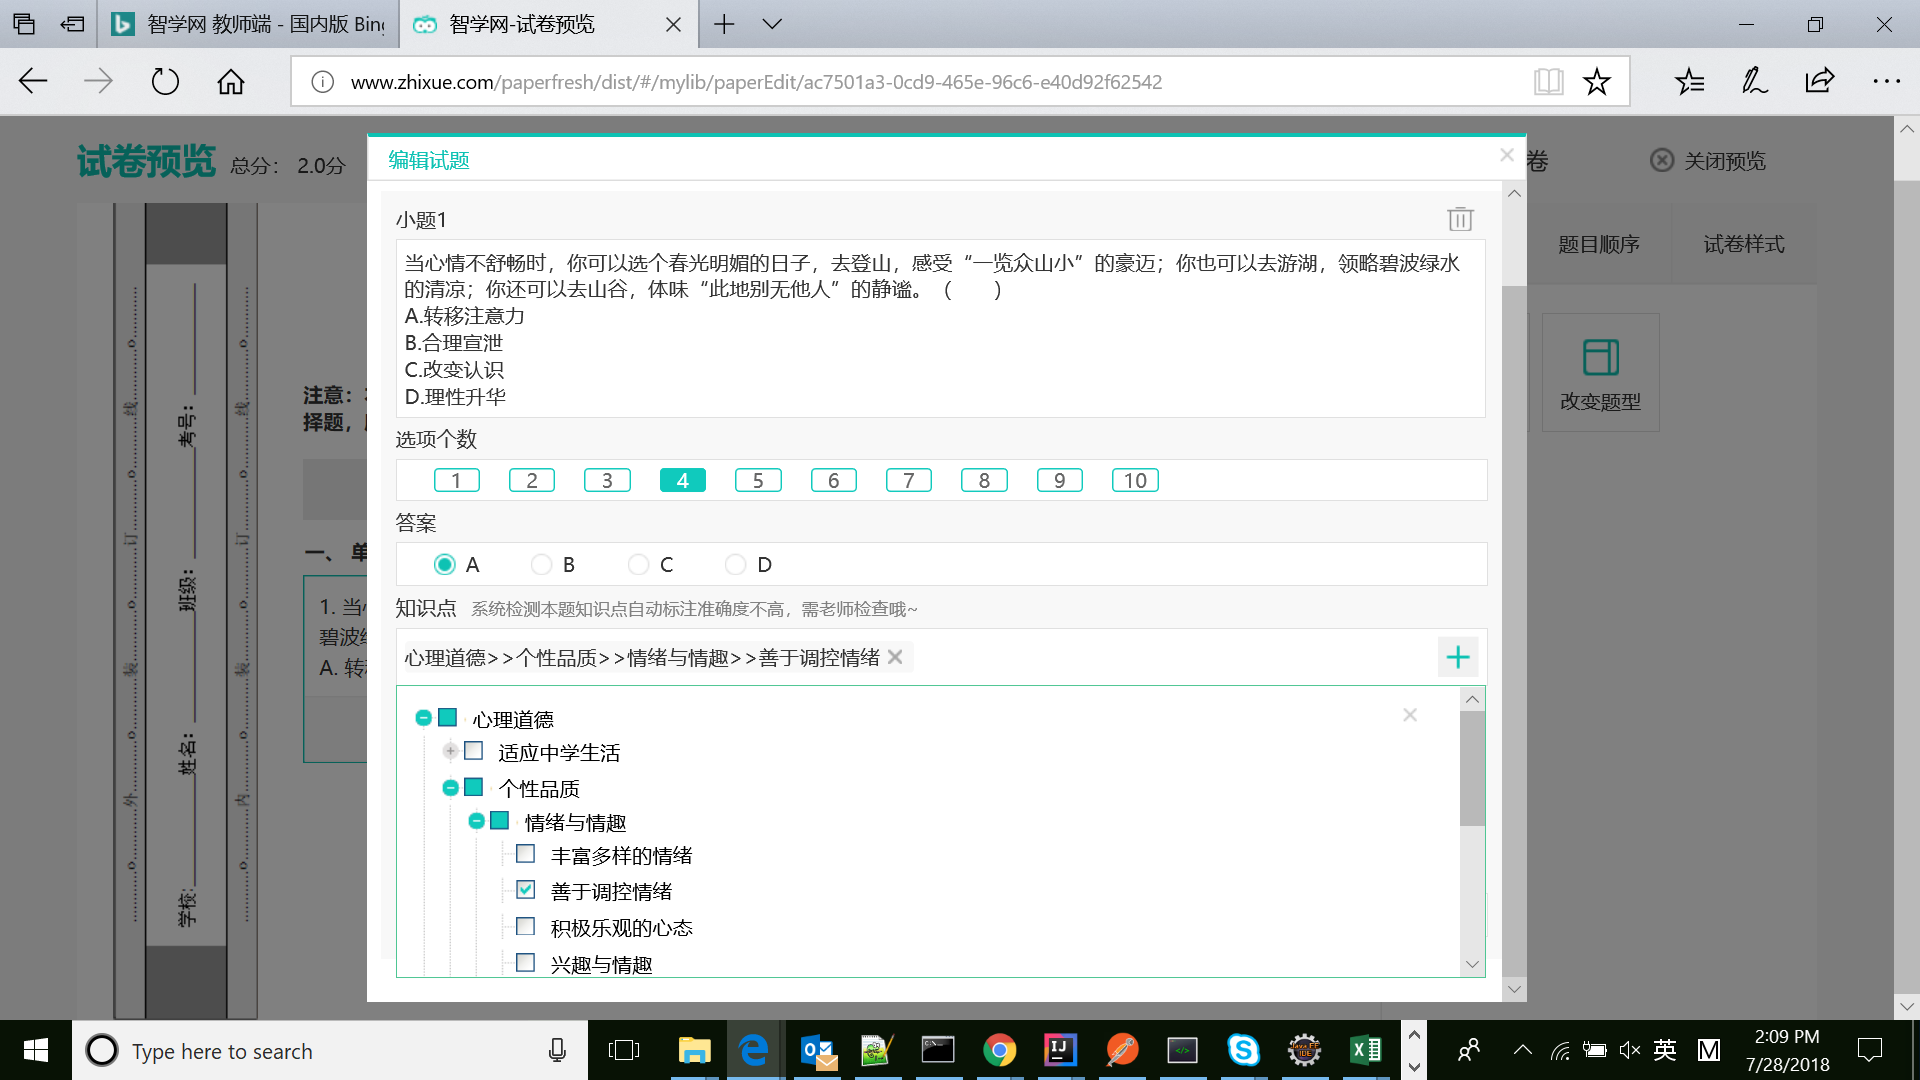 智学网 教师端 - 国内版 Bing
智学网-试卷预览
www.zhixue.com/paperfresh/dist/#/mylib/paperEdit/ac7501a3-0cd9-465e-96c6-e40d92f62542
试卷预览 总分： 2.0分
卷
关闭预览
题目顺序
试卷样式
改变题型
编辑试题
小题1
当心情不舒畅时，你可以选个春光明媚的日子，去登山，感受“一览众山小”的豪迈；你也可以去游湖，领略碧波绿水
的清凉；你还可以去山谷，体味“此地别无他人”的静谧。（　　）
A.转移注意力
B.合理宣泄
C.改变认识
D.理性升华
选项个数
1 2 3 4 5 6 7 8 9 10
答案
A B C D
知识点 系统检测本题知识点自动标注准确度不高，需老师检查哦~
心理道德>>个性品质>>情绪与情趣>>善于调控情绪
心理道德
适应中学生活
个性品质
情绪与情趣
丰富多样的情绪
善于调控情绪
积极乐观的心态
兴趣与情趣
注意：
择题，
一、 单
1. 当心
碧波绿
A. 转移
线
订
装
外
考号：
班级：
姓名：
学校:
线
订
装
内
Type here to search
英
M
2:09 PM
7/28/2018